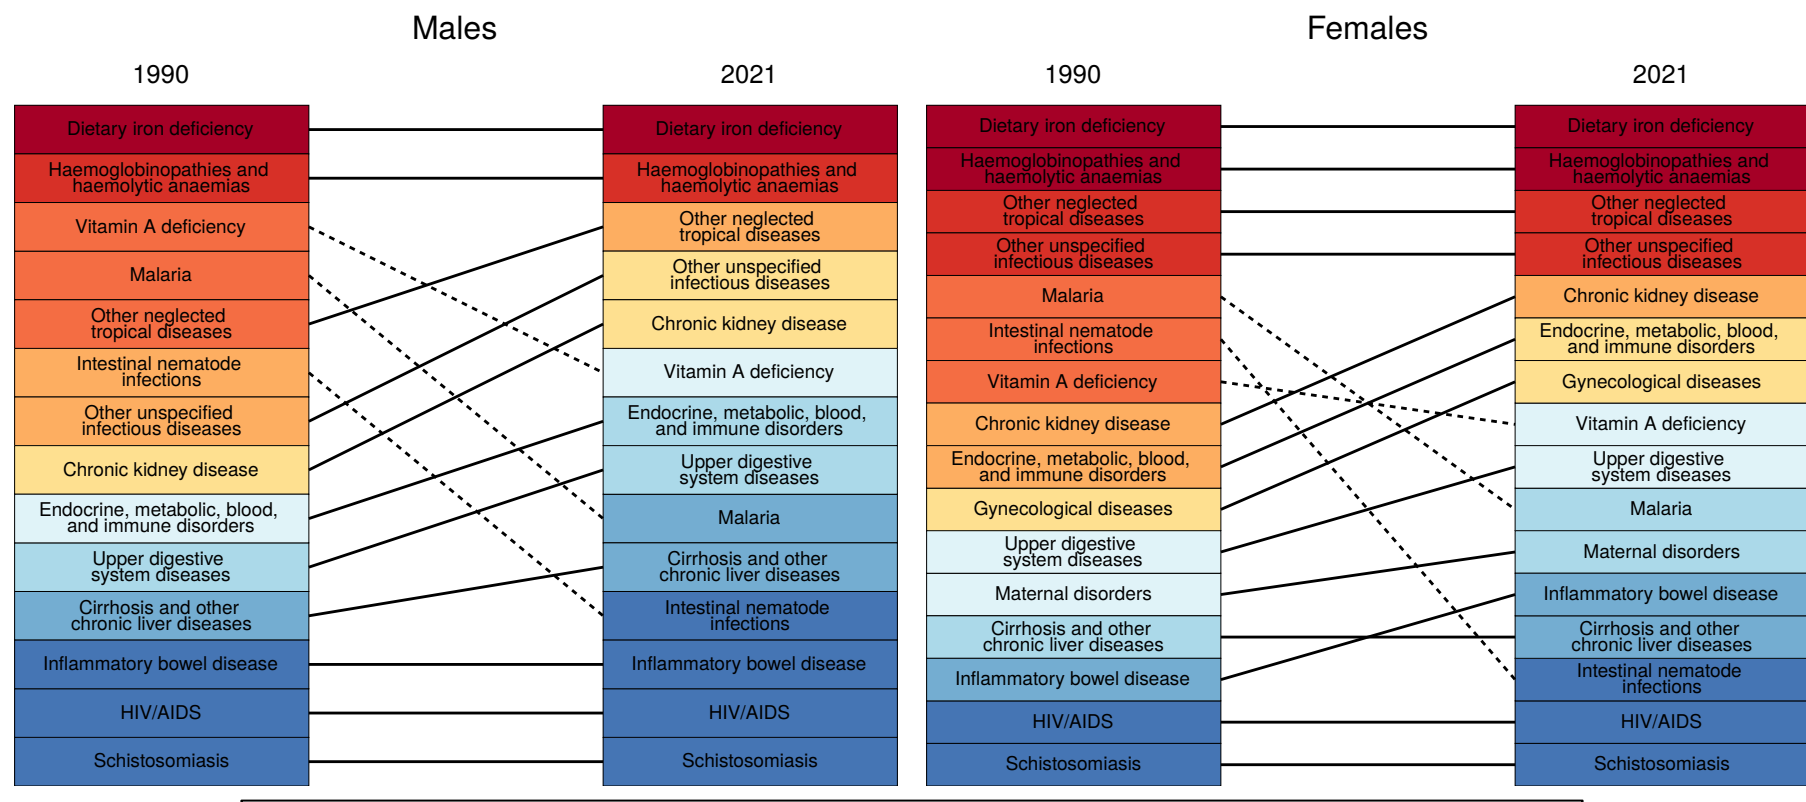 Males
1990
2021
Dietary iron deficiency
Haemoglobinopathies and
haemolytic anaemias
Vitamin A deficiency
Malaria
Other neglected
tropical diseases
Intestinal nematode
infections
Other unspecified
infectious diseases
Chronic kidney disease
Endocrine, metabolic, blood,
and immune disorders
Upper digestive
system diseases
Cirrhosis and other
chronic liver diseases
Inflammatory bowel disease
HIV/AIDS
Schistosomiasis
Dietary iron deficiency
Haemoglobinopathies and
haemolytic anaemias
Other neglected
tropical diseases
Other unspecified
infectious diseases
Chronic kidney disease
Vitamin A deficiency
Endocrine, metabolic, blood,
and immune disorders
Upper digestive
system diseases
Malaria
Cirrhosis and other
chronic liver diseases
Intestinal nematode
infections
Inflammatory bowel disease
HIV/AIDS
Schistosomiasis
Females
1990
2021
Dietary iron deficiency
Haemoglobinopathies and
haemolytic anaemias
Other neglected
tropical diseases
Other unspecified
infectious diseases
Malaria
Intestinal nematode
infections
Vitamin A deficiency
Chronic kidney disease
Endocrine, metabolic, blood,
and immune disorders
Gynecological diseases
Upper digestive
system diseases
Maternal disorders
Cirrhosis and other
chronic liver diseases
Inflammatory bowel disease
HIV/AIDS
Schistosomiasis
Dietary iron deficiency
Haemoglobinopathies and
haemolytic anaemias
Other neglected
tropical diseases
Other unspecified
infectious diseases
Chronic kidney disease
Endocrine, metabolic, blood,
and immune disorders
Gynecological diseases
Vitamin A deficiency
Upper digestive
system diseases
Malaria
Maternal disorders
Inflammatory bowel disease
Cirrhosis and other
chronic liver diseases
Intestinal nematode
infections
HIV/AIDS
Schistosomiasis